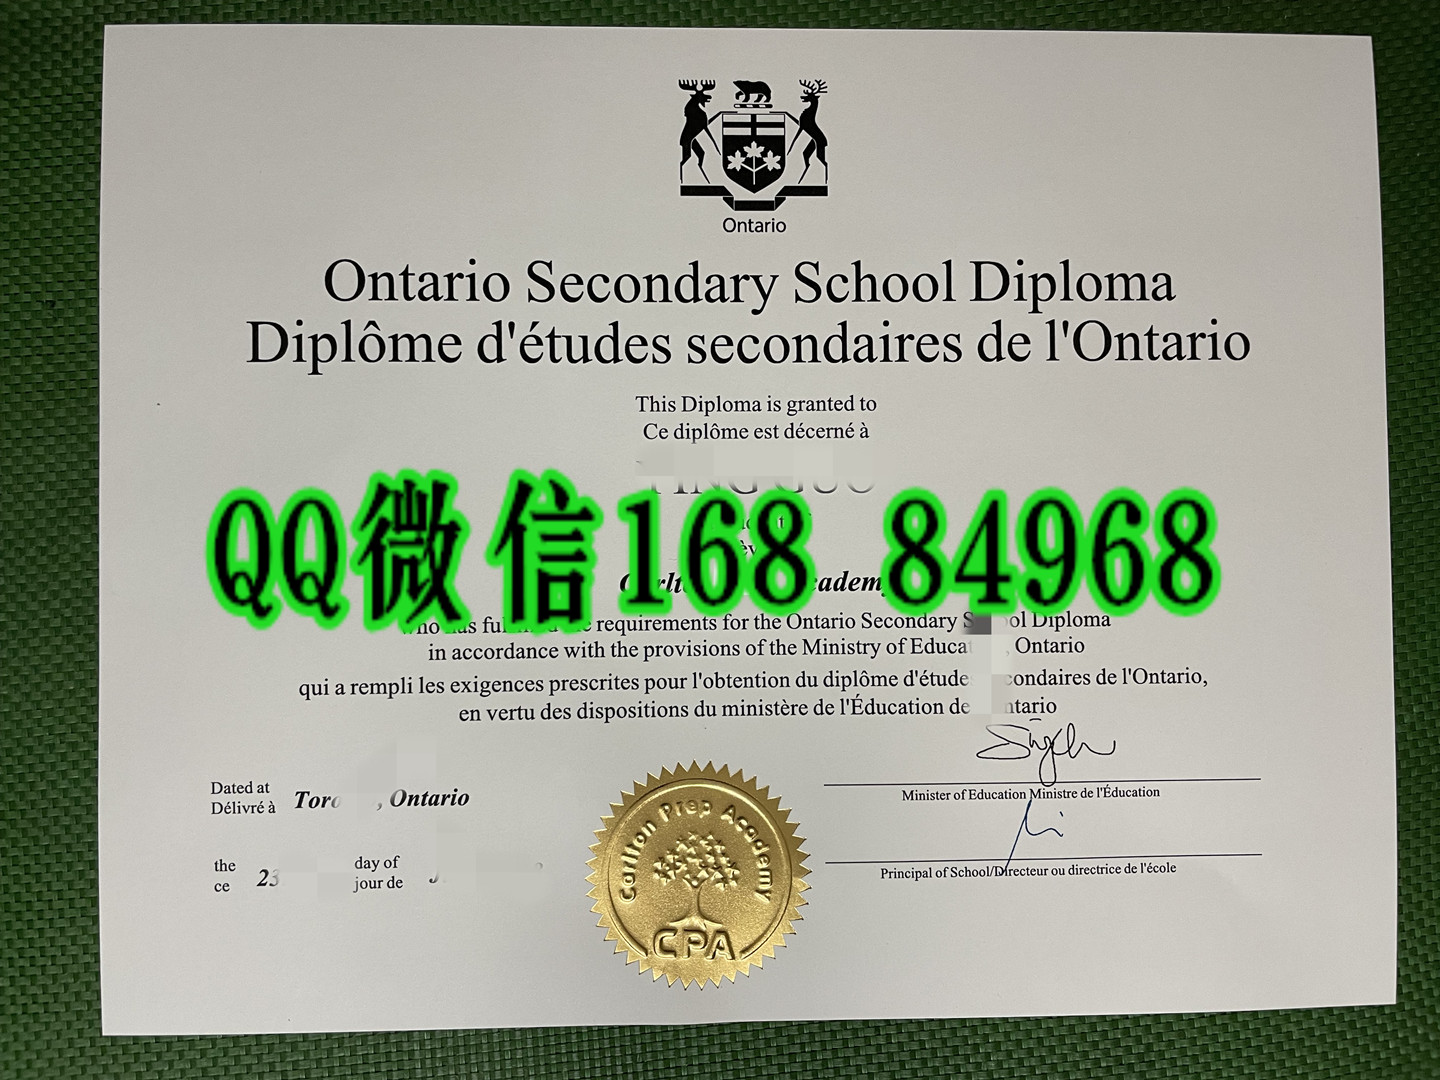 Ontario
Ontario Secondary School Diploma
Diplôme d'études secondaires de l'Ontario
This Diploma is granted to
Ce diplôme est décerné à
GUO
QQ微信168 84968
requirements for the Ontario Secondary Diploma
in accordance with the provisions of the Ministry of Ontario
qui a rempli les exigences prescrites pour l'obtention du diplôme de l'Ontario,
en vertu des dispositions du ministère de l'Éducation de
Dated at
Délivré à
, Ontario
Minister of Education Ministre de l'Éducation
the
ce
23
day of
jour de
Principal of School/Directeur ou directrice de l'école
Carlton Prep Academy
CPA